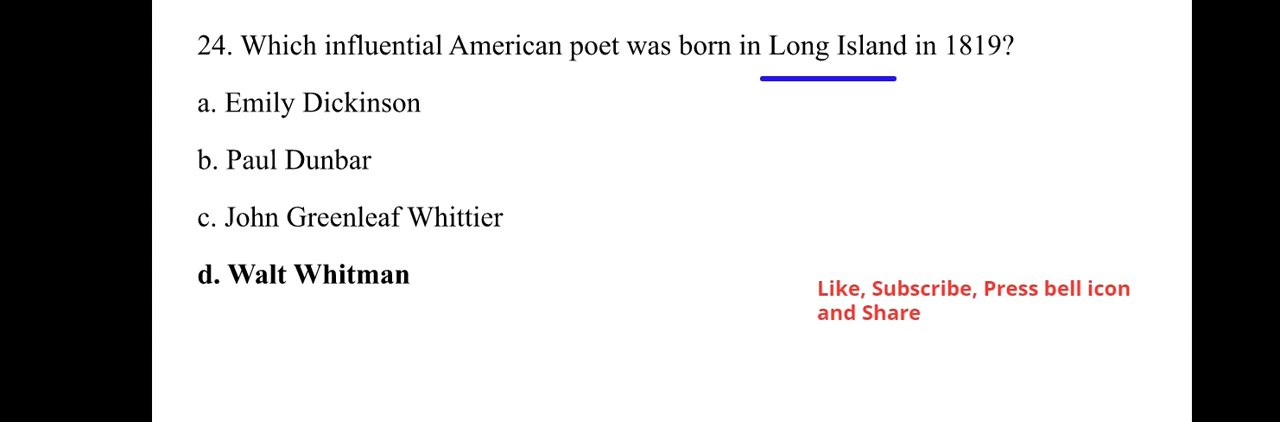 24. Which influential American poet was born in Long Island in 1819?
a. Emily Dickinson
b. Paul Dunbar
c. John Greenleaf Whittier
d. Walt Whitman
Like, Subscribe, Press bell icon
and Share